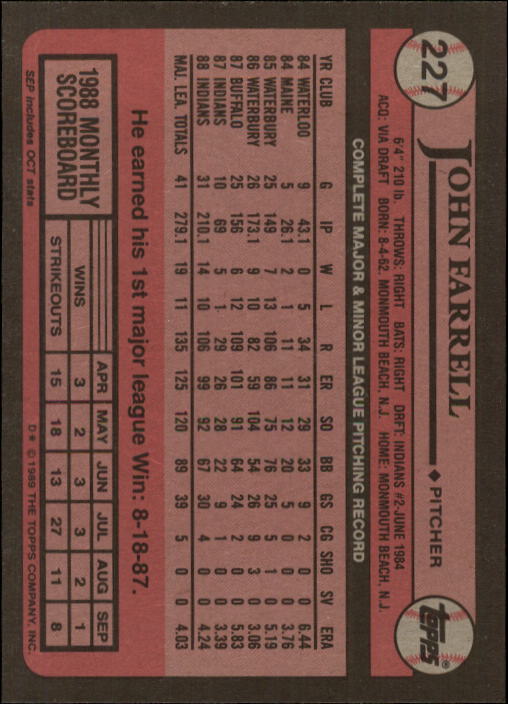 227
JOHN FARRELL ◆ PITCHER
TOPPS®
6'4" 210 lb. THROWS: RIGHT BATS: RIGHT DRFT: INDIANS #2-JUNE 1984
ACQ: VIA DRAFT BORN: 8-4-62, MONMOUTH BEACH, N.J. HOME: MONMOUTH BEACH, N.J.
COMPLETE MAJOR & MINOR LEAGUE PITCHING RECORD
YR CLUB G IP W L R ER SO BB GS CG SHO SV ERA
84 WATERLOO 9 43.1 0 5 34 31 29 33 9 2 0 0 6.44
84 MAINE 5 26.1 2 1 11 11 12 20 5 0 0 0 3.76
85 WATERBURY 25 149 7 13 106 86 75 76 25 5 1 0 5.19
86 WATERBURY 26 173.1 9 10 82 59 104 54 26 9 3 0 3.06
87 BUFFALO 25 156 6 12 109 101 91 64 24 2 0 0 5.83
87 INDIANS 10 69 5 1 29 26 28 22 9 1 0 0 3.39
88 INDIANS 31 210.1 14 10 106 99 92 67 30 4 0 0 4.24
MAJ. LEA. TOTALS 41 279.1 19 11 135 125 120 89 39 5 0 0 4.03
He earned his 1st major league Win: 8-18-87.
1988 MONTHLY
SCOREBOARD
APR MAY JUN JUL AUG SEP
WINS 3 2 3 3 2 1
STRIKEOUTS 15 18 13 27 11 8
SEP includes OCT stats
D* © 1989 THE TOPPS COMPANY, INC.